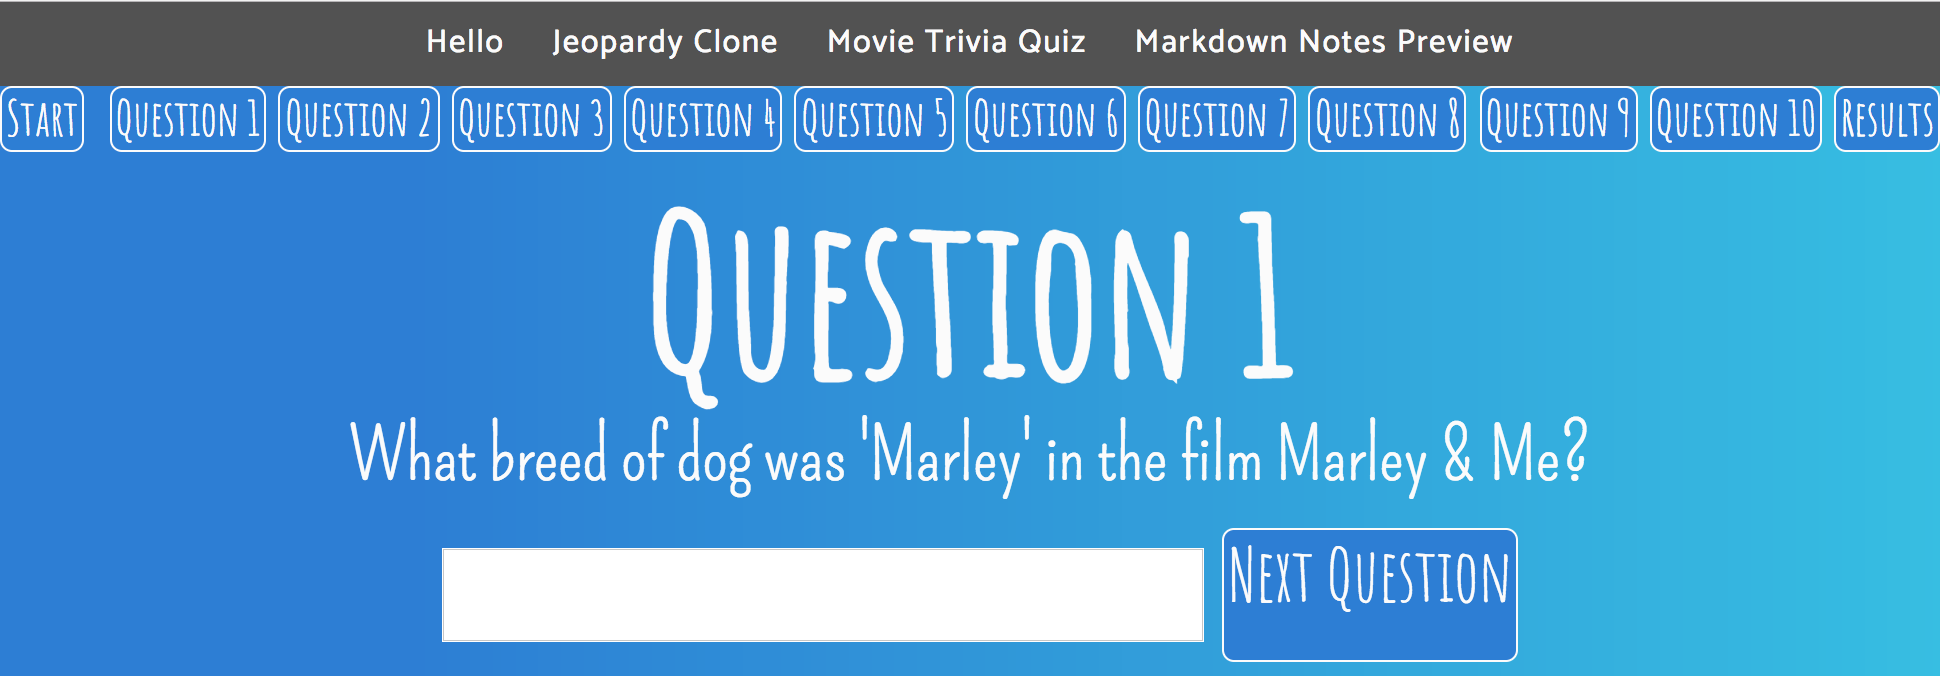 Hello Jeopardy Clone Movie Trivia Quiz Markdown Notes Preview
Start Question 1 Question 2 Question 3 Question 4 Question 5 Question 6 Question 7 Question 8 Question 9 Question 10 Results
Question 1
What breed of dog was 'Marley' in the film Marley & Me?
Next Question